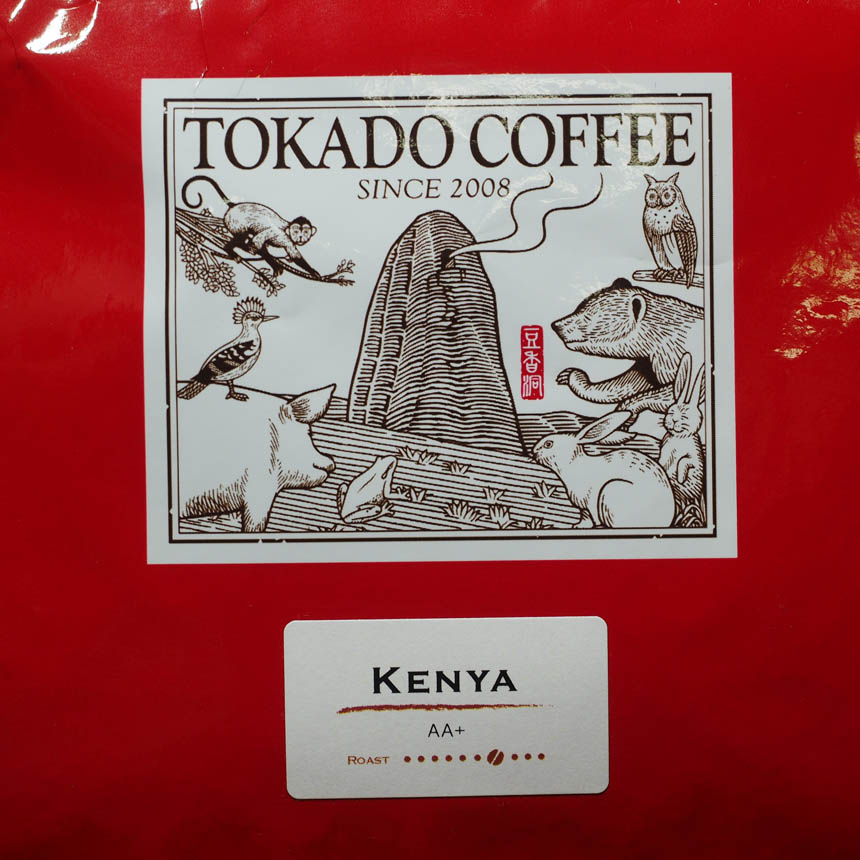 TOKADO COFFEE
SINCE 2008
豆香洞
KENYA
AA+
ROAST